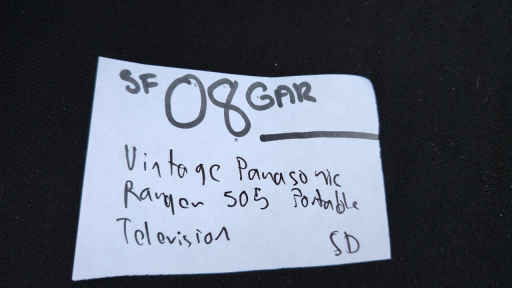 SF 08 GAR
Vintage Panasonic
Ranger 505 Portable
Television SD